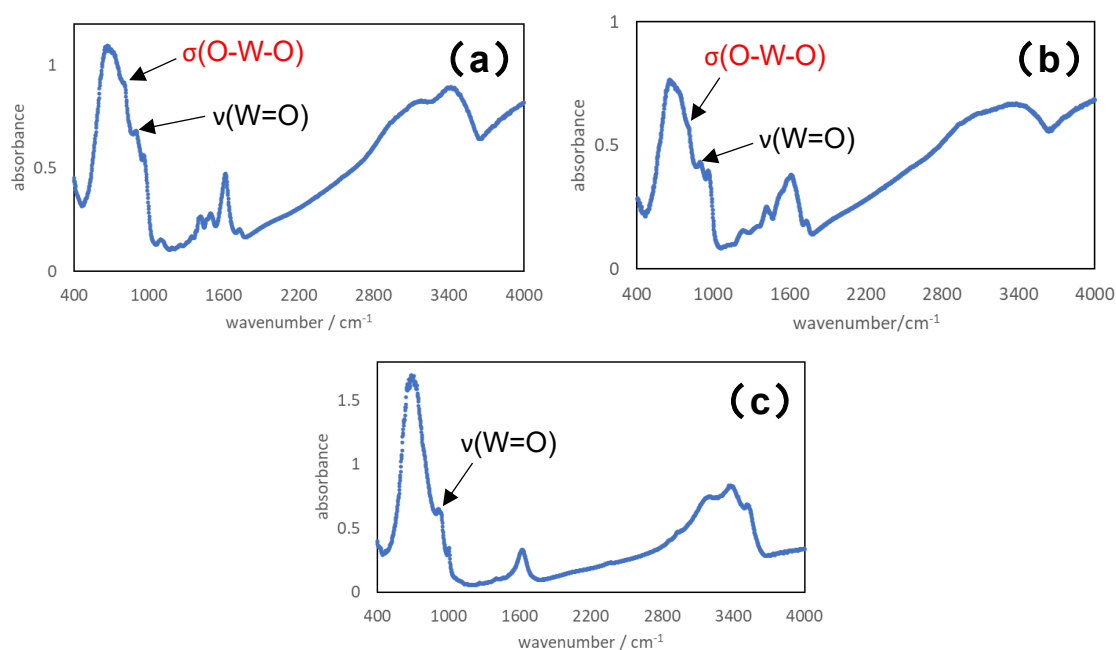 (a)
σ(O-W-O)
ν(W=O)
absorbance
1
0.5
0
400 1000 1600 2200 2800 3400 4000
wavenumber / cm-1
(b)
σ(O-W-O)
ν(W=O)
absorbance
1
0.5
0
400 1000 1600 2200 2800 3400 4000
wavenumber/cm-1
(c)
ν(W=O)
absorbance
1.5
1
0.5
0
400 1000 1600 2200 2800 3400 4000
wavenumber / cm-1